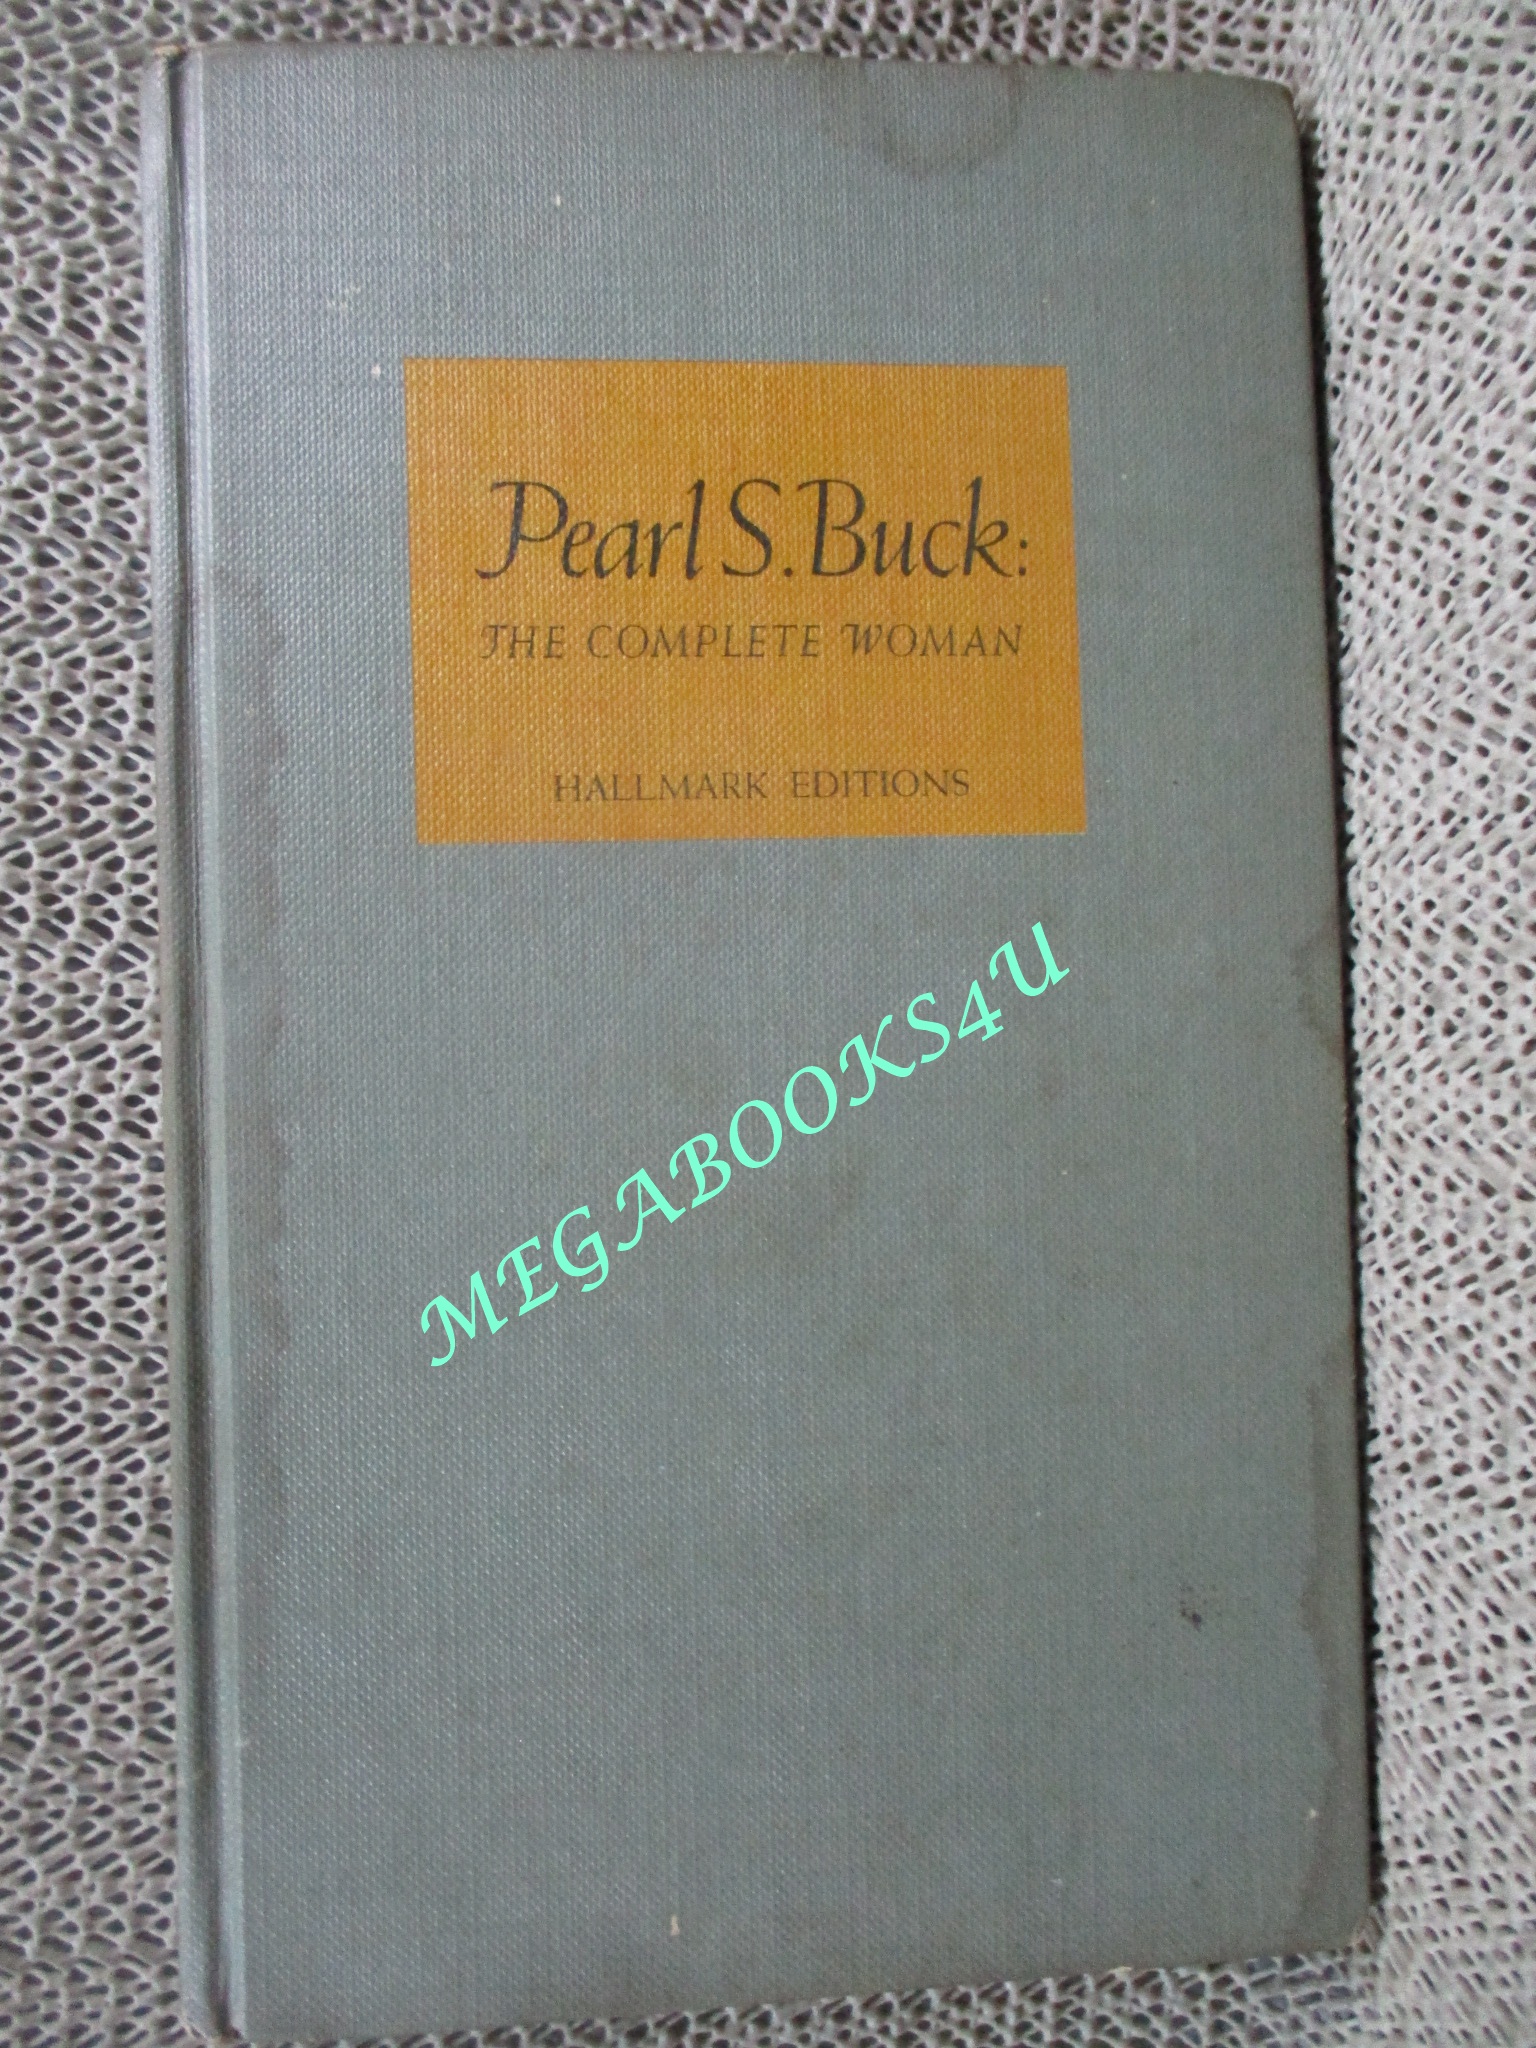 Pearl S. Buck:
THE COMPLETE WOMAN
HALLMARK EDITIONS
MEGABOOKS4U